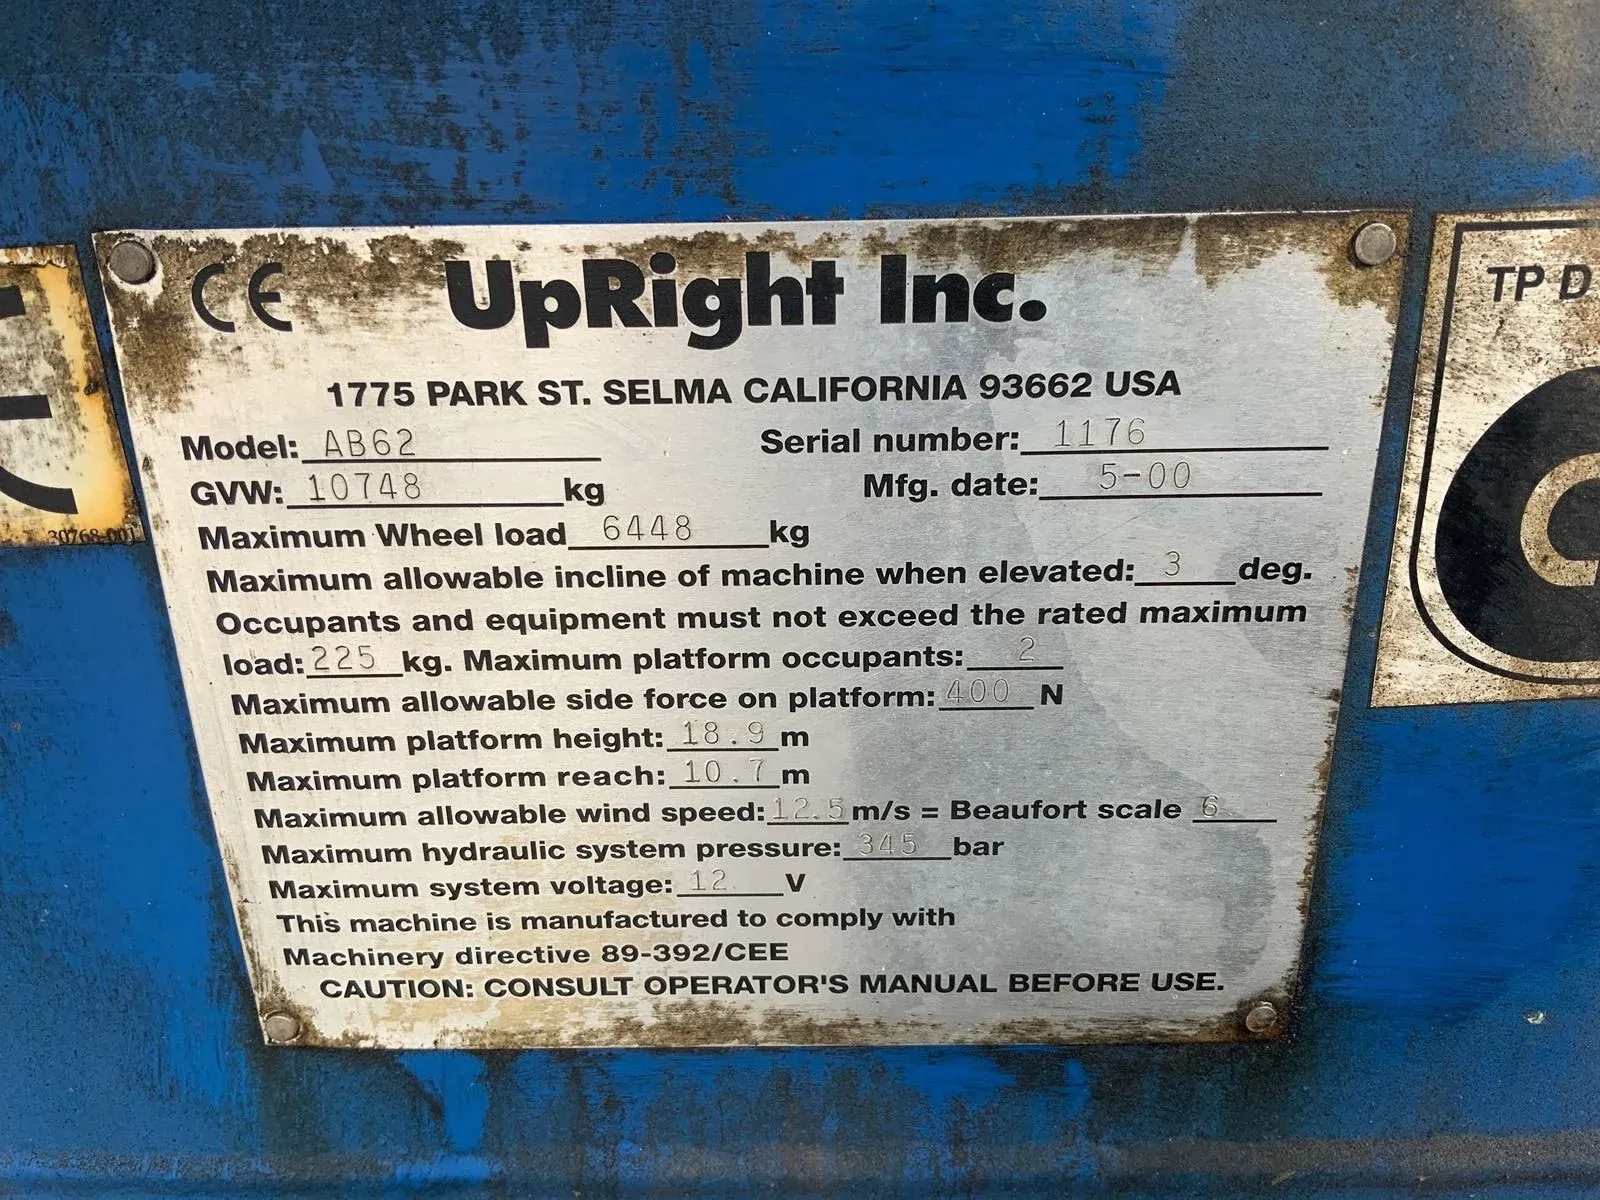 CE UpRight Inc.
1775 PARK ST. SELMA CALIFORNIA 93662 USA
Model: AB62 Serial number: 1176
GVW: 10748 kg Mfg. date: 5-00
Maximum Wheel load 6448 kg
Maximum allowable incline of machine when elevated: 3 deg.
Occupants and equipment must not exceed the rated maximum
load: 225 kg. Maximum platform occupants: 2
Maximum allowable side force on platform: 400 N
Maximum platform height: 18.9 m
Maximum platform reach: 10.7 m
Maximum allowable wind speed: 12.5 m/s = Beaufort scale 6
Maximum hydraulic system pressure: 345 bar
Maximum system voltage: 12 V
This machine is manufactured to comply with
Machinery directive 89-392/CEE
CAUTION: CONSULT OPERATOR'S MANUAL BEFORE USE.
30768-001
TP D